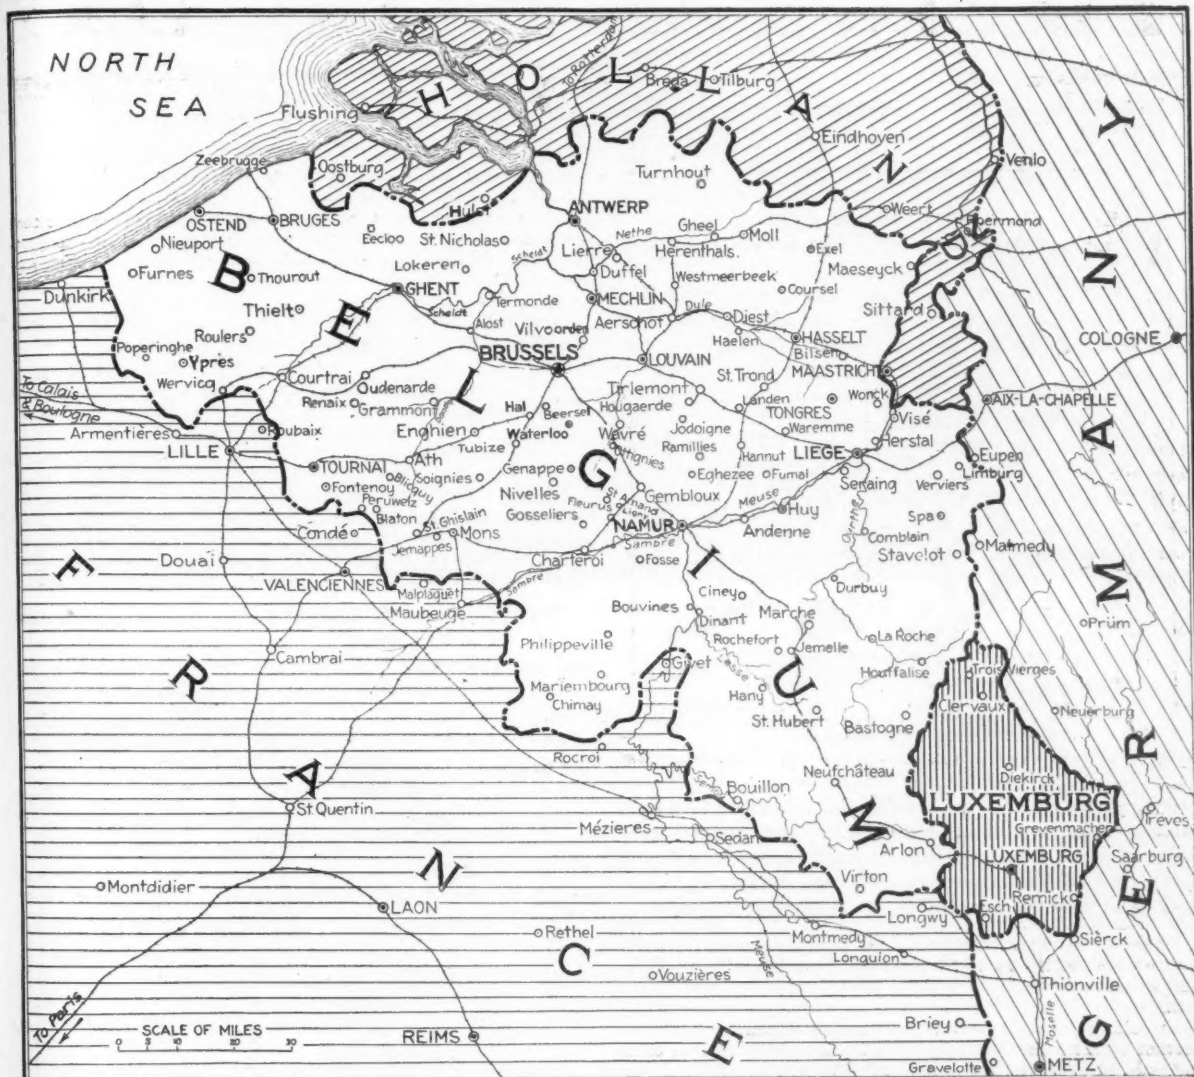 NORTH
SEA
HOLLAND
BELGIUM
FRANCE
GERMANY
LUXEMBURG
To Rotterdam
Breda
Tilburg
Flushing
Eindhoven
Venlo
Zeebrugge
Oostburg
Turnhout
Hulst
Weert
OSTEND
BRUGES
ANTWERP
Nieuport
Eecloo
St. Nicholas
Lierre
Nethe
Gheel
Moll
Herenthals
Exel
Furnes
Thourout
Lokeren
Scheldt
Duffel
Maeseyck
Dunkirk
GHENT
Westmeerbeek
Coursel
Thielt
Scheldt
Termonde
MECHLIN
Dule
Sittard
Roulers
Alost
Vilvoorden
Aerschot
Diest
HASSELT
COLOGNE
Poperinghe
Ypres
BRUSSELS
LOUVAIN
Haelen
Bilsen
MAASTRICHT
Wervicq
Courtrai
Oudenarde
Tirlemont
St. Trond
To Calais
Boulogne
Renaix
Grammont
Hal
Beersel
Hougaerde
Landen
TONGRES
Wonck
AIX-LA-CHAPELLE
Armentières
Roubaix
Enghien
Waterloo
Wavré
Jodoigne
Waremme
Visé
LILLE
Tubize
Ottignies
Ramillies
Hannut
LIEGE
Herstal
TOURNAI
Ath
Genappe
Eghezee
Fumal
Eupen
Limburg
Fontenoy
Blicquy
Soignies
Nivelles
Gembloux
Meuse
Seraing
Verviers
Peruwelz
Blaton
St. Amand
Fleurus
Ligny
Gosseliers
NAMUR
Huy
Spa
Condé
St. Ghislain
Mons
Andenne
Jemappes
Sambre
Comblain
Stavelot
Malmedy
Douai
Charleroi
Fosse
VALENCIENNES
Malplaquet
Sambre
Maubeuge
Ciney
Durbuy
Bouvines
Dinant
Marche
Prüm
Philippeville
Rochefort
Jemelle
La Roche
Cambrai
Givet
Houffalise
Trois Vierges
Mariembourg
Chimay
Hany
St. Hubert
Bastogne
Clervaux
Neuerburg
Rocroi
Neufchâteau
Diekirck
St Quentin
Bouillon
Grevenmacher
Treves
Mézieres
Sedan
Arlon
LUXEMBURG
Saarburg
Montdidier
Virton
Remick
LAON
Longwy
Esch
Rethel
Montmedy
Sierck
Longuion
Vouzières
Meuse
Thionville
To Paris
SCALE OF MILES
0 5 10 20 30
REIMS
Briey
Moselle
Gravelotte
METZ